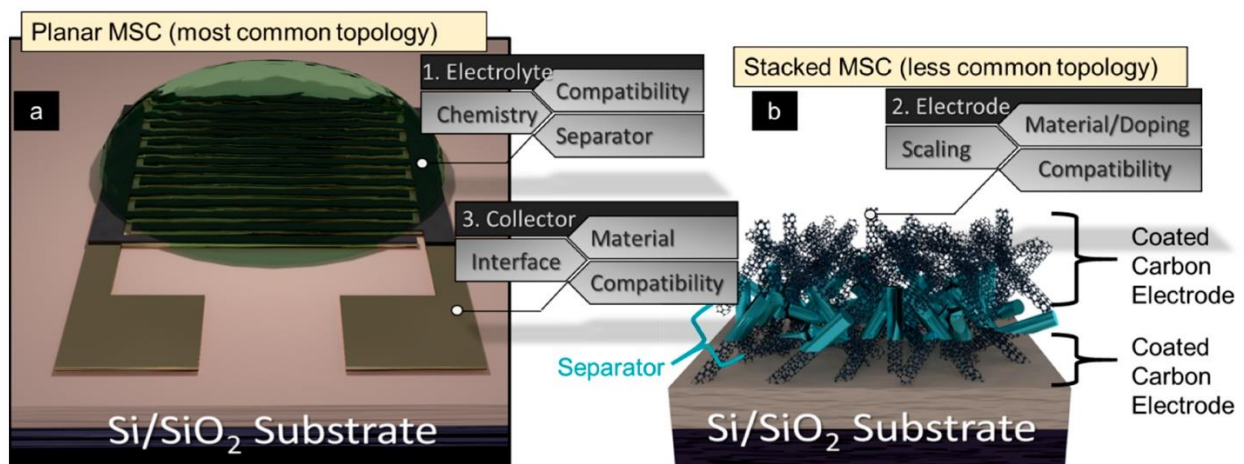 Planar MSC (most common topology)
a
1. Electrolyte
Compatibility
Chemistry
Separator
3. Collector
Material
Interface
Compatibility
Si/SiO₂ Substrate
Stacked MSC (less common topology)
b
2. Electrode
Material/Doping
Scaling
Compatibility
Coated
Carbon
Electrode
Separator
Coated
Carbon
Electrode
Si/SiO₂ Substrate